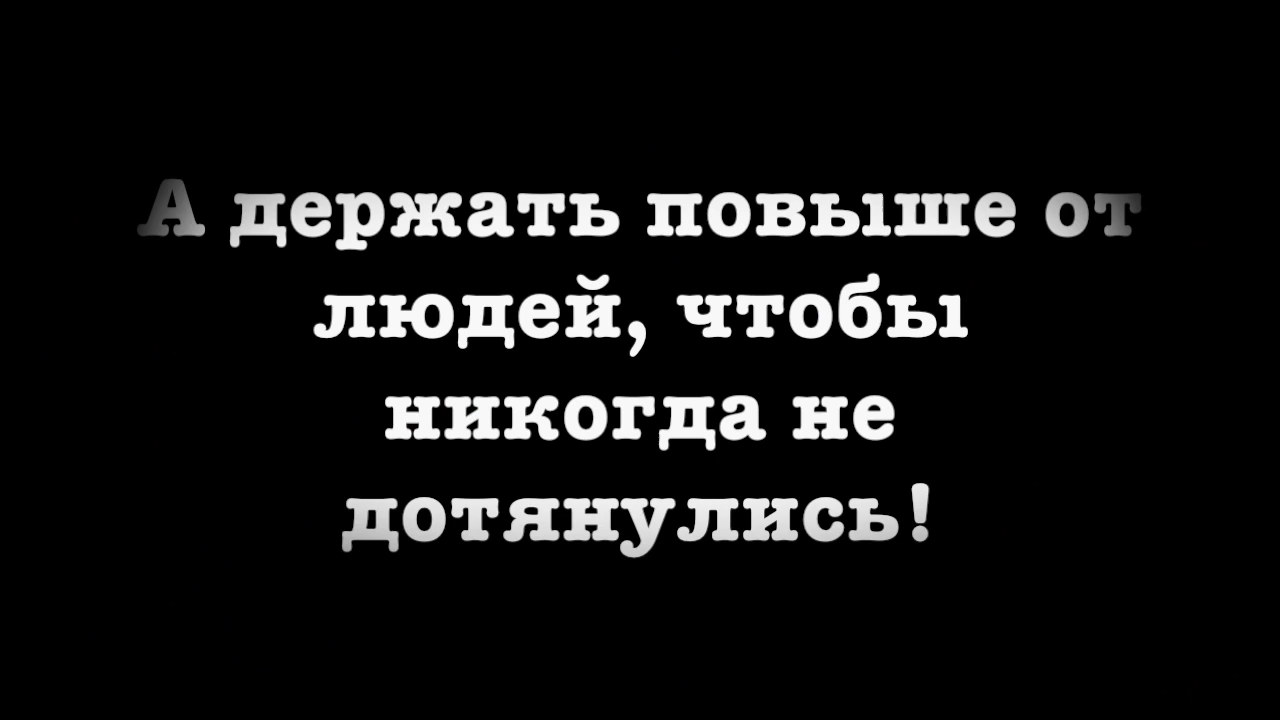 А держать повыше от
людей, чтобы
никогда не
дотянулись!